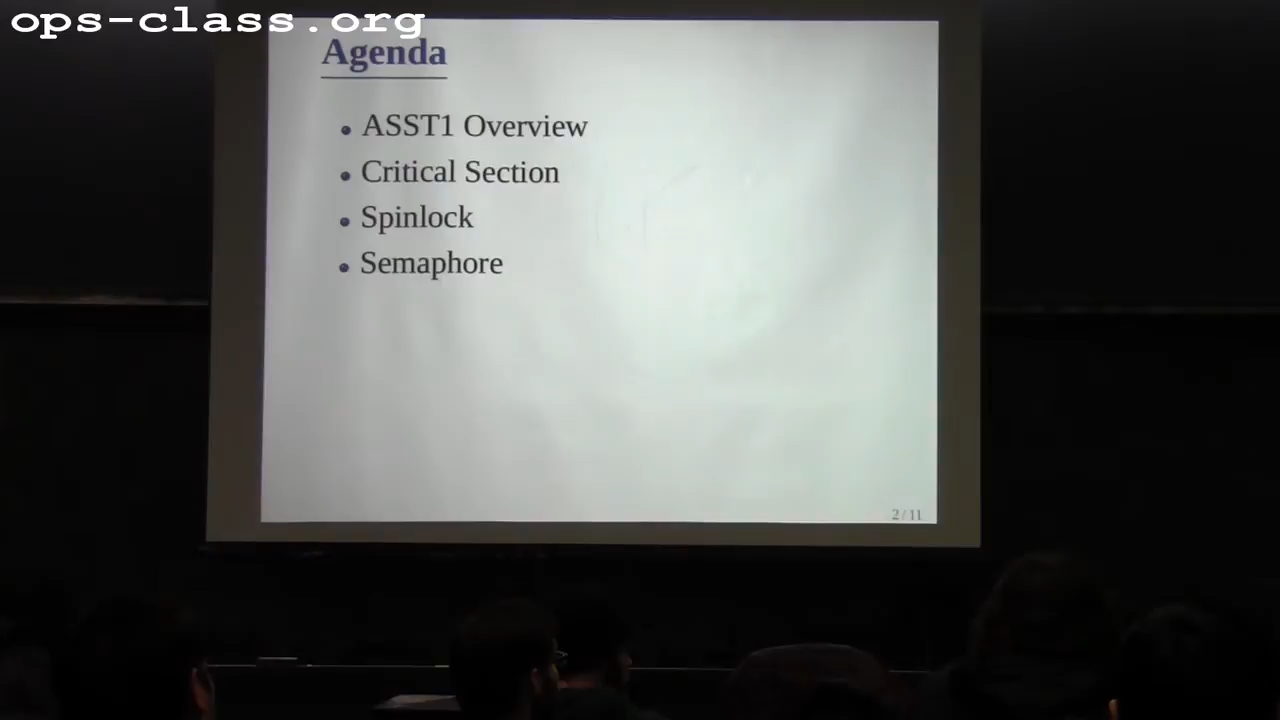 ops-class.org
Agenda
ASST1 Overview
Critical Section
Spinlock
Semaphore
2 / 11